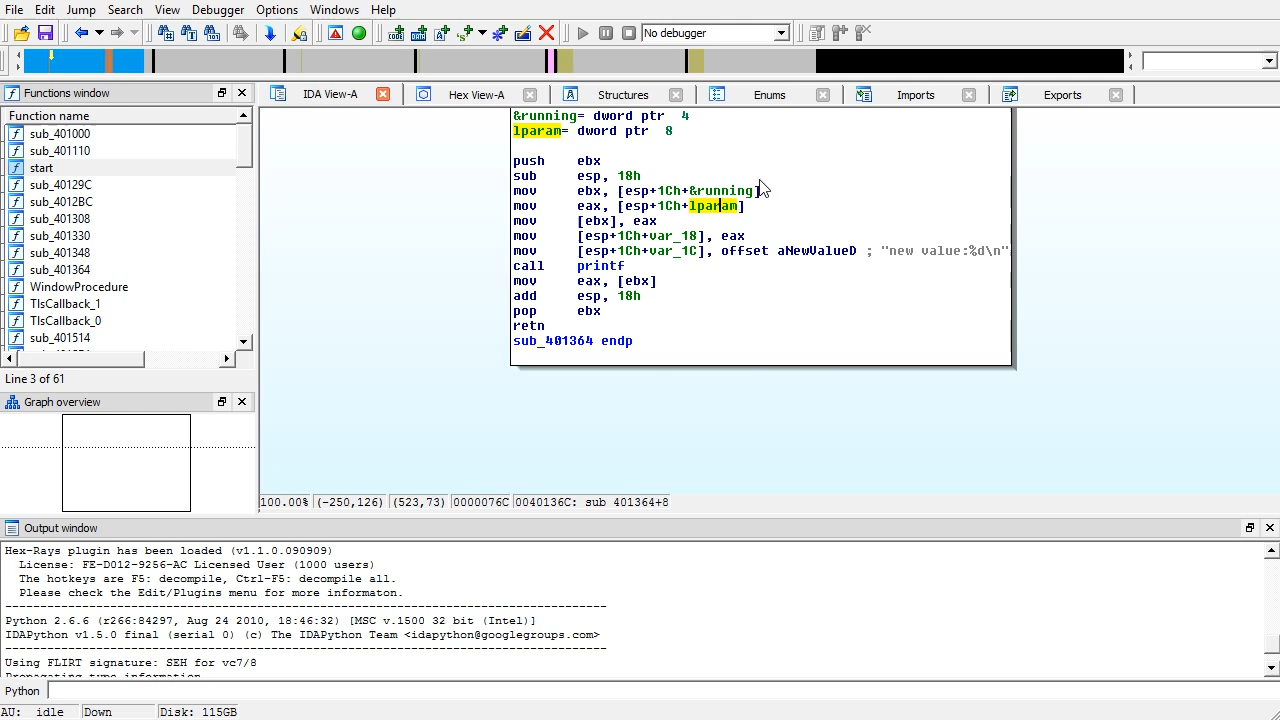 File Edit Jump Search View Debugger Options Windows Help
No debugger
Functions window
IDA View-A
Hex View-A
Structures
Enums
Imports
Exports
Function name
sub_401000
sub_401110
start
sub_40129C
sub_4012BC
sub_401308
sub_401330
sub_401348
sub_401364
WindowProcedure
TlsCallback_1
TlsCallback_0
sub_401514
Line 3 of 61
Graph overview
&running= dword ptr  4
lparam= dword ptr  8
push    ebx
sub     esp, 18h
mov     ebx, [esp+1Ch+&running]
mov     eax, [esp+1Ch+lparam]
mov     [ebx], eax
mov     [esp+1Ch+var_18], eax
mov     [esp+1Ch+var_1C], offset aNewValueD ; "new value:%d\n"
call    printf
mov     eax, [ebx]
add     esp, 18h
pop     ebx
retn
sub_401364 endp
100.00% (-250,126) (523,73) 0000076C 0040136C: sub 401364+8
Output window
Hex-Rays plugin has been loaded (v1.1.0.090909)
License: FE-D012-9256-AC Licensed User (1000 users)
The hotkeys are F5: decompile, Ctrl-F5: decompile all.
Please check the Edit/Plugins menu for more informaton.
Python 2.6.6 (r266:84297, Aug 24 2010, 18:46:32) [MSC v.1500 32 bit (Intel)]
IDAPython v1.5.0 final (serial 0) (c) The IDAPython Team <idapython@googlegroups.com>
Using FLIRT signature: SEH for vc7/8
Propagating type information
Python
AU: idle Down Disk: 115GB